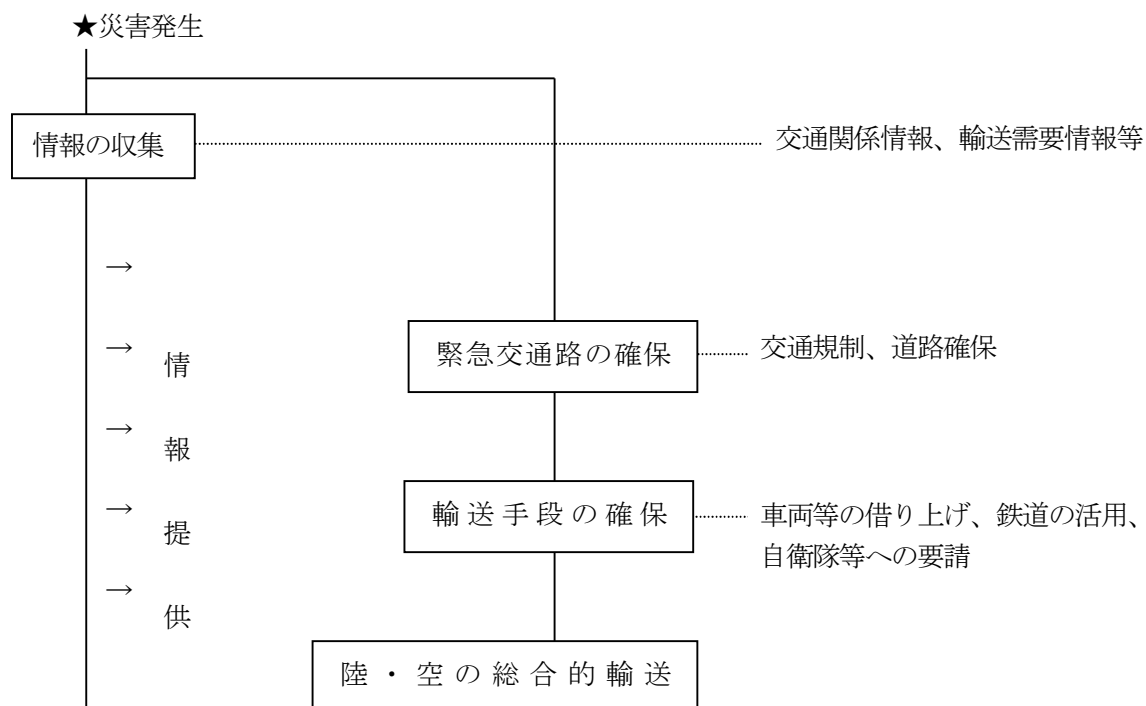 ★災害発生
情報の収集
交通関係情報、輸送需要情報等
→
→
→
→
→
情
報
提
供
緊急交通路の確保
交通規制、道路確保
輸送手段の確保
車両等の借り上げ、鉄道の活用、
自衛隊等への要請
陸・空の総合的輸送